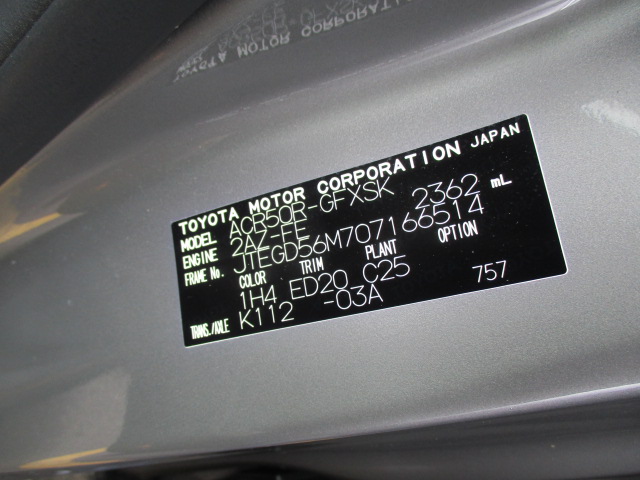 TOYOTA MOTOR CORPORATION JAPAN
MODEL ACR50R-GFXSK
ENGINE 2AZ-FE 2362 mL
FRAME No. JTEGD56M707166514
COLOR TRIM PLANT OPTION
1H4 ED20 C25
TRANS./AXLE K112 -03A 757